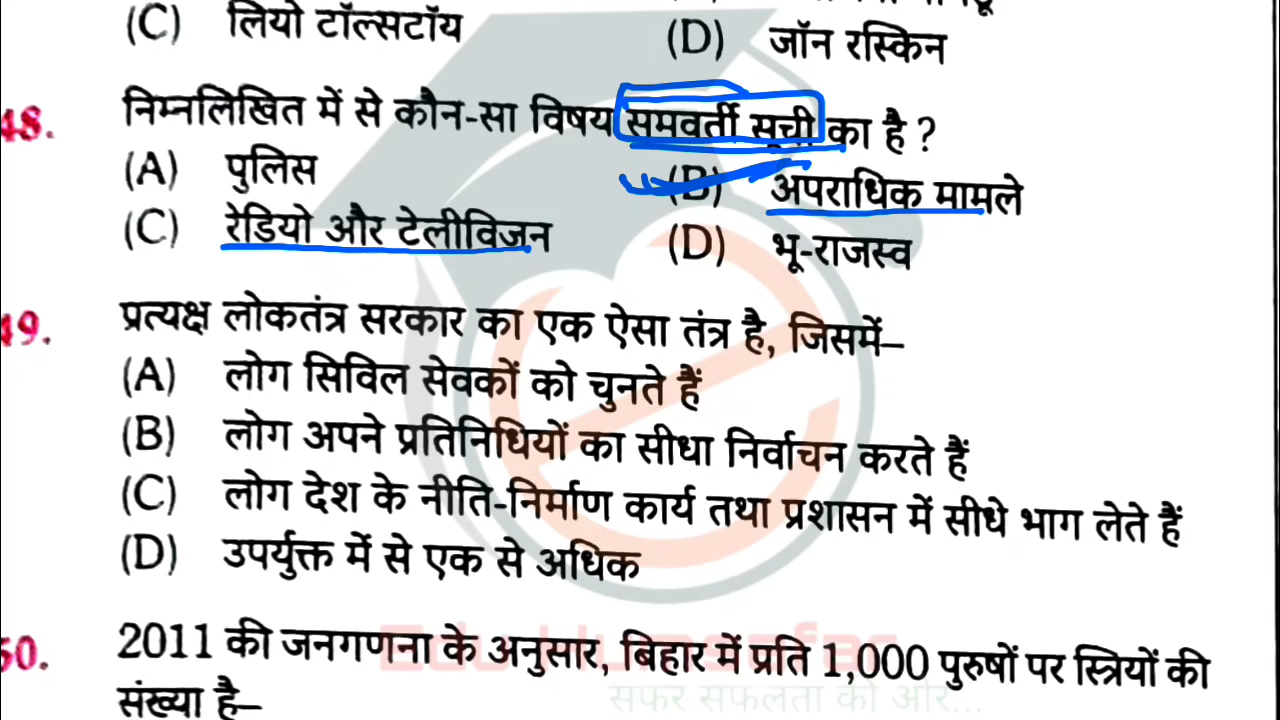 (C) लियो टॉल्सटॉय
(D) जॉन रस्किन
48. निम्नलिखित में से कौन-सा विषय समवर्ती सूची का है ?
(A) पुलिस
(B) अपराधिक मामले
(C) रेडियो और टेलीविजन
(D) भू-राजस्व
49. प्रत्यक्ष लोकतंत्र सरकार का एक ऐसा तंत्र है, जिसमें–
(A) लोग सिविल सेवकों को चुनते हैं
(B) लोग अपने प्रतिनिधियों का सीधा निर्वाचन करते हैं
(C) लोग देश के नीति-निर्माण कार्य तथा प्रशासन में सीधे भाग लेते हैं
(D) उपर्युक्त में से एक से अधिक
50. 2011 की जनगणना के अनुसार, बिहार में प्रति 1,000 पुरुषों पर स्त्रियों की
संख्या है–
सफर सफलता की ओर...